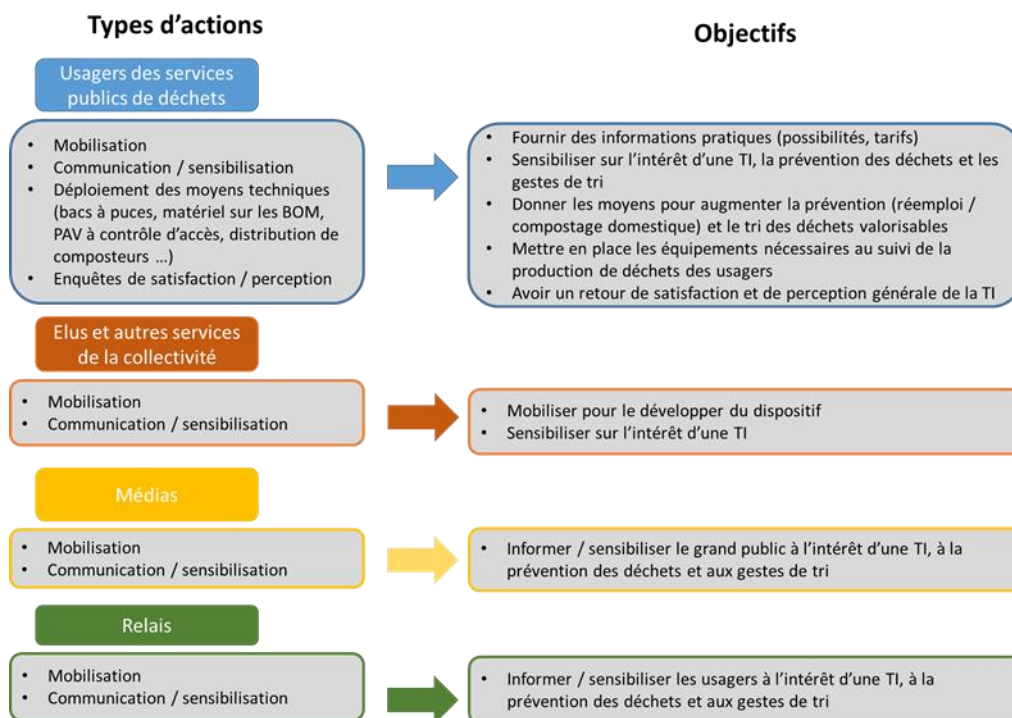 Types d'actions
Objectifs
Usagers des services
publics de déchets
• Mobilisation
• Communication / sensibilisation
• Déploiement des moyens techniques
(bacs à puces, matériel sur les BOM,
PAV à contrôle d'accès, distribution de
composteurs ...)
• Enquêtes de satisfaction / perception
• Fournir des informations pratiques (possibilités, tarifs)
• Sensibiliser sur l'intérêt d'une TI, la prévention des déchets et les
gestes de tri
• Donner les moyens pour augmenter la prévention (réemploi /
compostage domestique) et le tri des déchets valorisables
• Mettre en place les équipements nécessaires au suivi de la
production de déchets des usagers
• Avoir un retour de satisfaction et de perception générale de la TI
Elus et autres services
de la collectivité
• Mobilisation
• Communication / sensibilisation
• Mobiliser pour le développer du dispositif
• Sensibiliser sur l'intérêt d'une TI
Médias
• Mobilisation
• Communication / sensibilisation
• Informer / sensibiliser le grand public à l'intérêt d'une TI, à la
prévention des déchets et aux gestes de tri
Relais
• Mobilisation
• Communication / sensibilisation
• Informer / sensibiliser les usagers à l'intérêt d'une TI, à la
prévention des déchets et aux gestes de tri